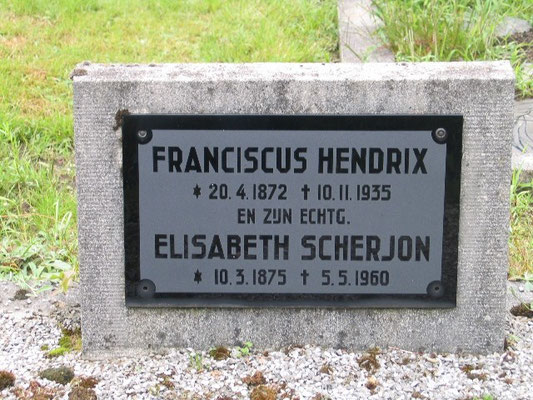 FRANCISCUS HENDRIX
* 20.4.1872 † 10.11.1935
EN ZIJN ECHTG.
ELISABETH SCHERJON
* 10.3.1875 † 5.5.1960